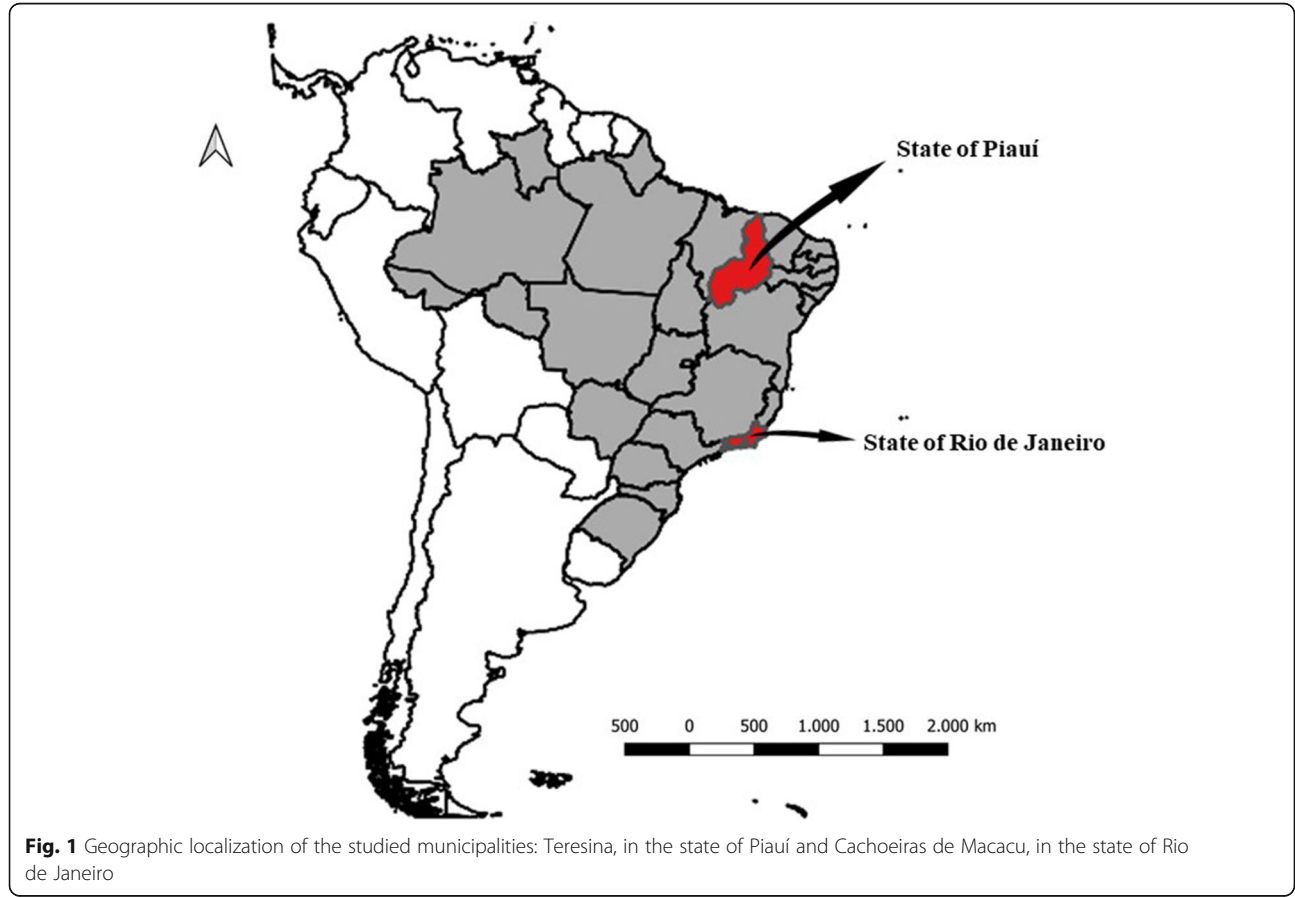 State of Piauí
State of Rio de Janeiro
500 0 500 1.000 1.500 2.000 km
Fig. 1 Geographic localization of the studied municipalities: Teresina, in the state of Piauí and Cachoeiras de Macacu, in the state of Rio
de Janeiro